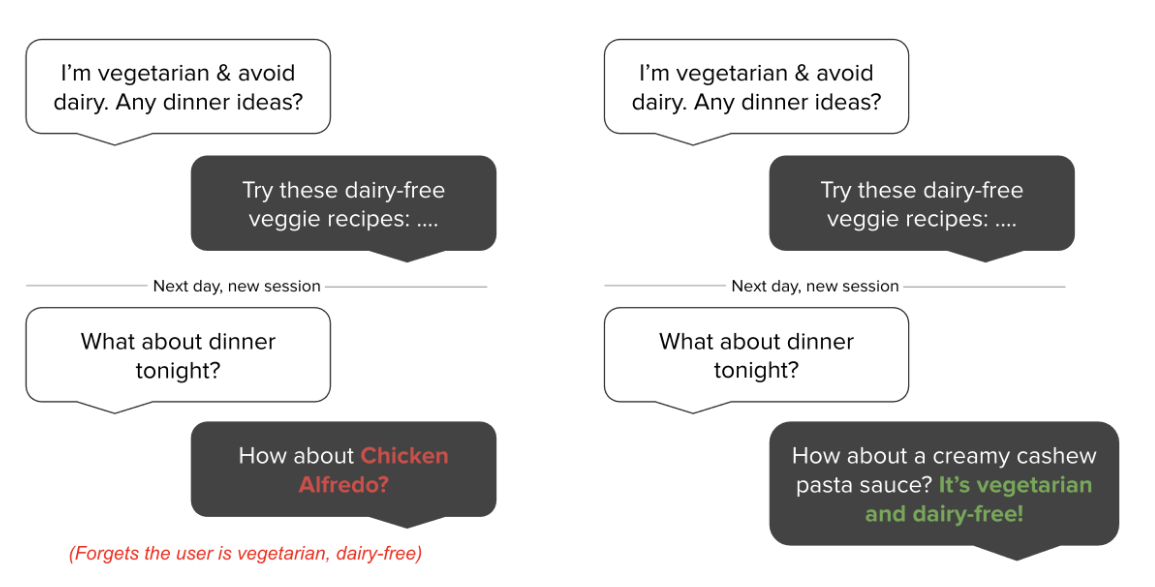 I’m vegetarian & avoid
dairy. Any dinner ideas?
Try these dairy-free
veggie recipes: ....
Next day, new session
What about dinner
tonight?
How about Chicken
Alfredo?
(Forgets the user is vegetarian, dairy-free)
I’m vegetarian & avoid
dairy. Any dinner ideas?
Try these dairy-free
veggie recipes: ....
Next day, new session
What about dinner
tonight?
How about a creamy cashew
pasta sauce? It’s vegetarian
and dairy-free!